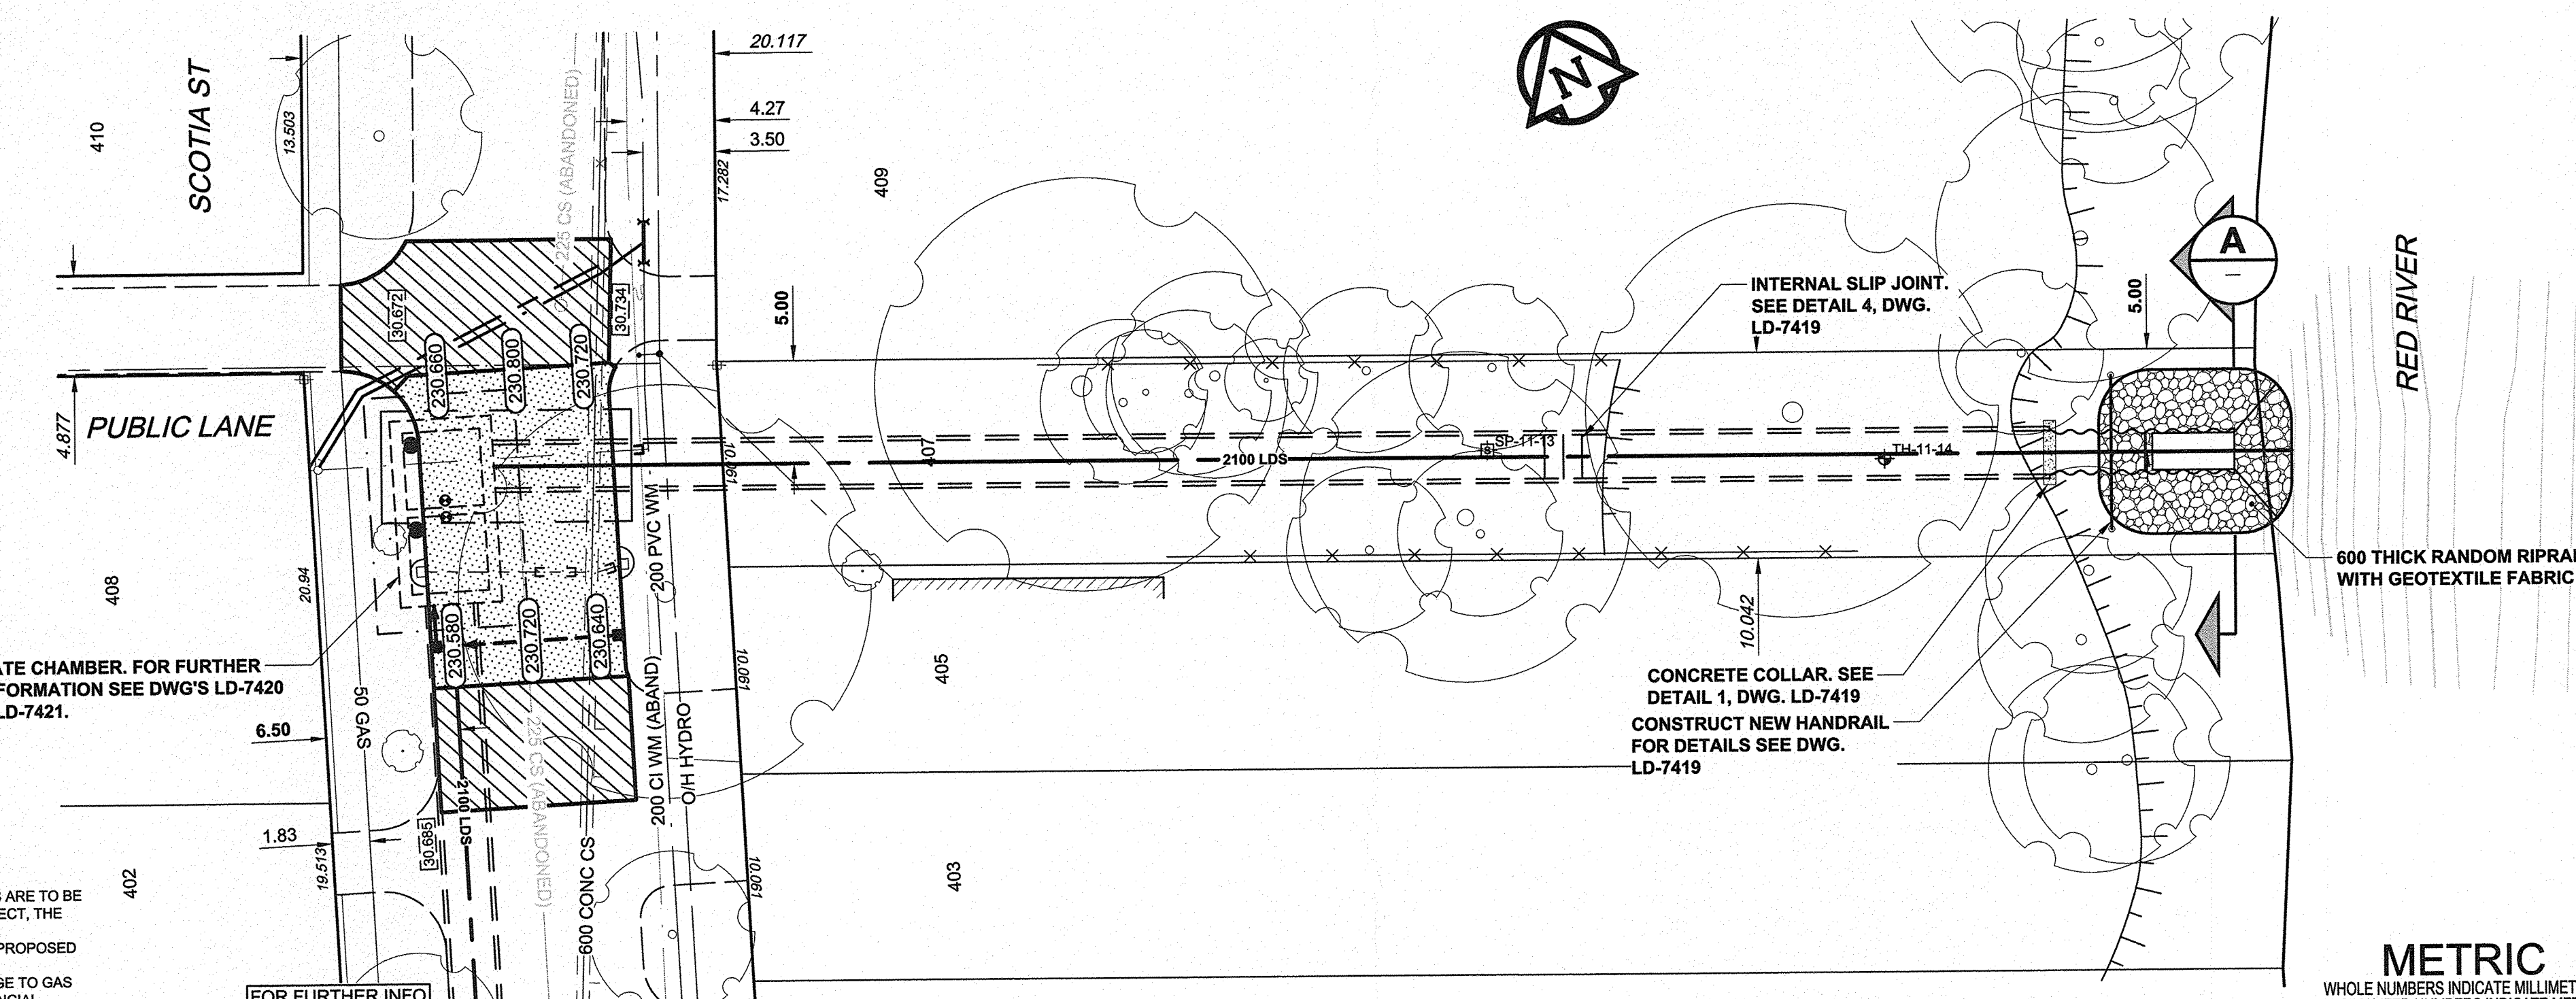 SCOTIA ST
410
13.503
20.117
4.27
3.50
17.282
225 CS (ABANDONED)
409
N
A
RED RIVER
30.672
30.734
5.00
INTERNAL SLIP JOINT.
SEE DETAIL 4, DWG.
LD-7419
5.00
230.660
230.800
230.720
4.877
PUBLIC LANE
10.061
407
2100 LDS
SP-11-13
TH-11-14
408
20.94
200 PVC WM
600 THICK RANDOM RIPRA
WITH GEOTEXTILE FABRIC
230.580
230.720
230.640
10.042
ATE CHAMBER. FOR FURTHER
FORMATION SEE DWG'S LD-7420
LD-7421.
50 GAS
200 CI WM (ABAND)
O/H HYDRO
10.061
405
CONCRETE COLLAR. SEE
DETAIL 1, DWG. LD-7419
CONSTRUCT NEW HANDRAIL
FOR DETAILS SEE DWG.
LD-7419
6.50
225 CS (ABANDONED)
2100 LDS
1.83
30.685
19.513
402
600 CONC CS
10.061
403
S ARE TO BE
ECT, THE
PROPOSED
GE TO GAS
NCIAL
FOR FURTHER INFO
METRIC
WHOLE NUMBERS INDICATE MILLIMET